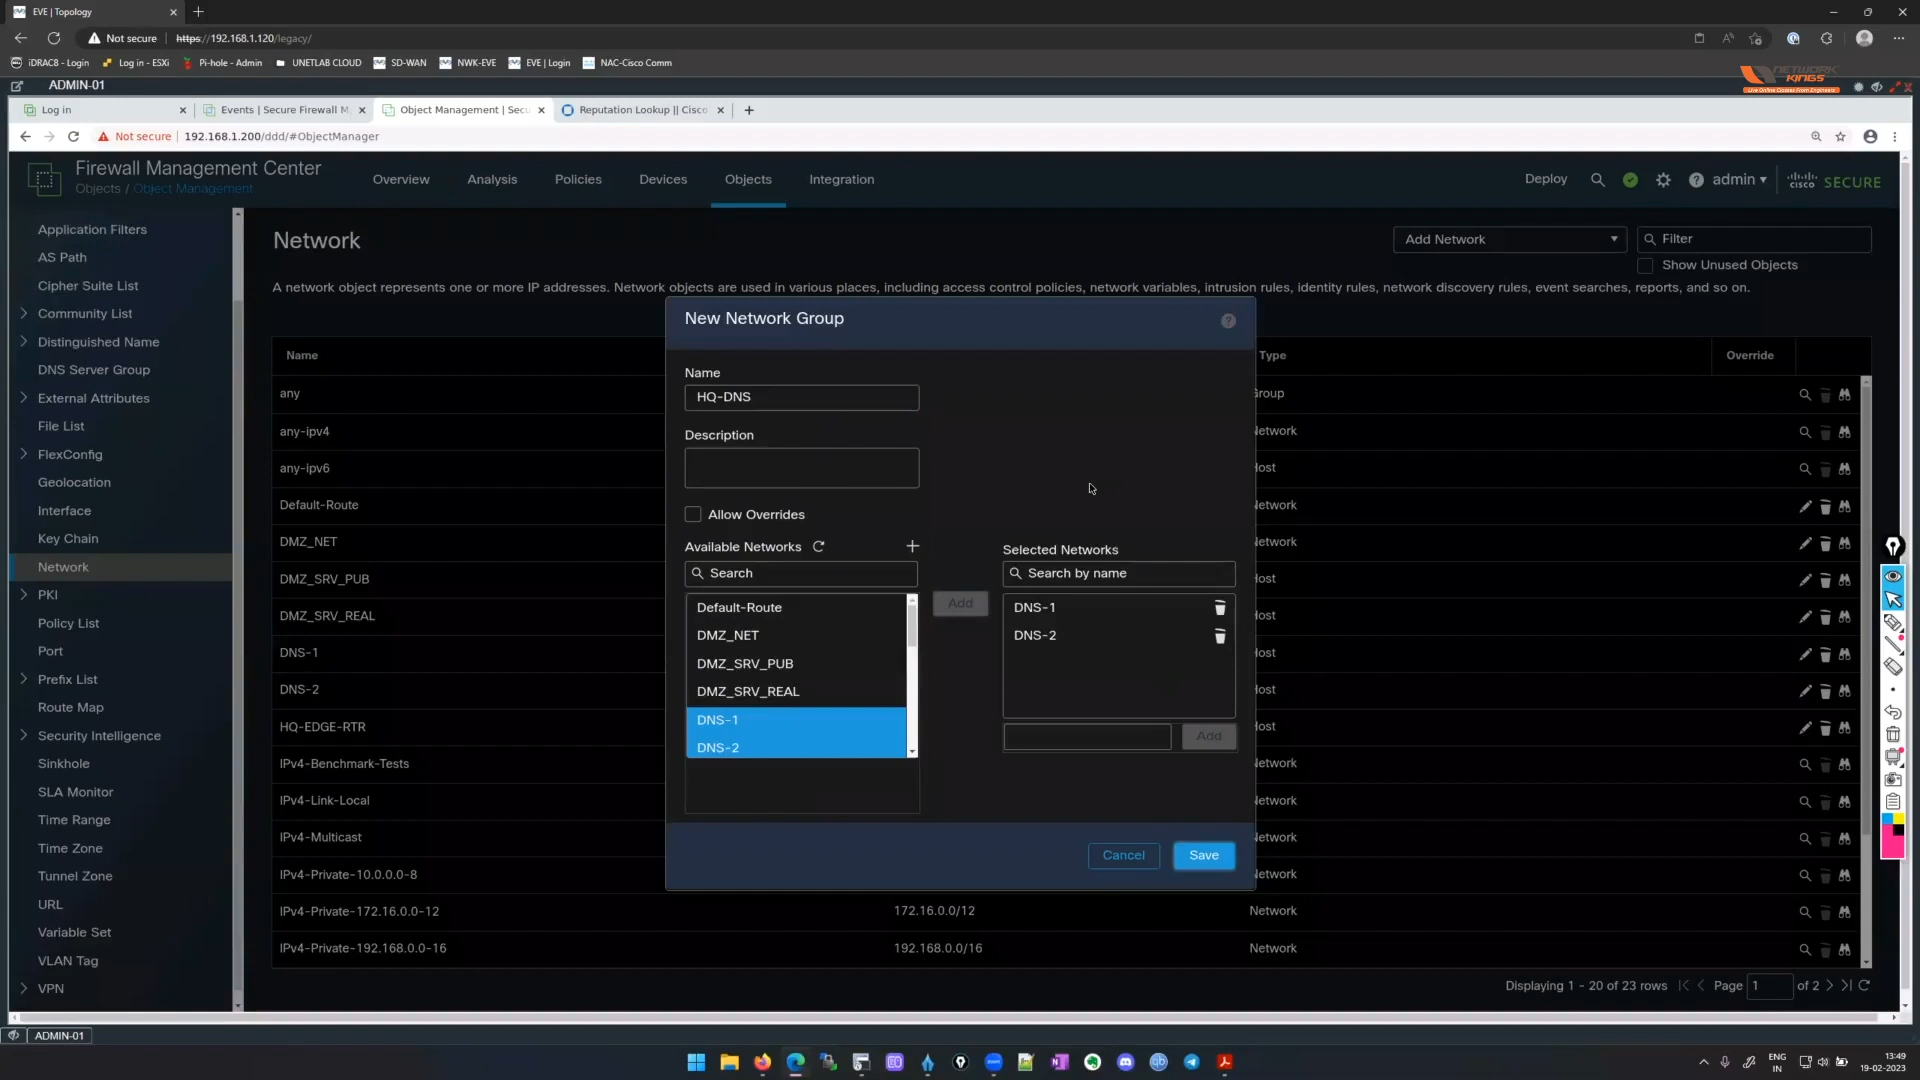 EVE | Topology
Not secure
https://192.168.1.120/legacy/
iDRAC8 - Login
Log in - ESXi
Pi-hole - Admin
UNETLAB CLOUD
SD-WAN
NWK-EVE
EVE | Login
NAC-Cisco Comm
NETWORK
KINGS
Live Online Classes From Engineers
ADMIN-01
Log in
Events | Secure Firewall M
Object Management | Secu
Reputation Lookup || Cisco
Not secure
192.168.1.200/ddd/#ObjectManager
Firewall Management Center
Objects / Object Management
Overview
Analysis
Policies
Devices
Objects
Integration
Deploy
admin
cisco SECURE
Application Filters
AS Path
Cipher Suite List
Community List
Distinguished Name
DNS Server Group
External Attributes
File List
FlexConfig
Geolocation
Interface
Key Chain
Network
PKI
Policy List
Port
Prefix List
Route Map
Security Intelligence
Sinkhole
SLA Monitor
Time Range
Time Zone
Tunnel Zone
URL
Variable Set
VLAN Tag
VPN
Network
Add Network
Filter
Show Unused Objects
A network object represents one or more IP addresses. Network objects are used in various places, including access control policies, network variables, intrusion rules, identity rules, network discovery rules, event searches, reports, and so on.
Name
Type
Override
any
Group
any-ipv4
Network
any-ipv6
Host
Default-Route
Network
DMZ_NET
Network
DMZ_SRV_PUB
Host
DMZ_SRV_REAL
Host
DNS-1
Host
DNS-2
Host
HQ-EDGE-RTR
Host
IPv4-Benchmark-Tests
Network
IPv4-Link-Local
Network
IPv4-Multicast
Network
IPv4-Private-10.0.0.0-8
Network
IPv4-Private-172.16.0.0-12
172.16.0.0/12
Network
IPv4-Private-192.168.0.0-16
192.168.0.0/16
Network
Displaying 1 - 20 of 23 rows
Page 1 of 2
New Network Group
Name
HQ-DNS
Description
Allow Overrides
Available Networks
Search
Default-Route
DMZ_NET
DMZ_SRV_PUB
DMZ_SRV_REAL
DNS-1
DNS-2
Add
Selected Networks
Search by name
DNS-1
DNS-2
Add
Cancel
Save
ADMIN-01
ENG
IN
13:49
19-02-2023